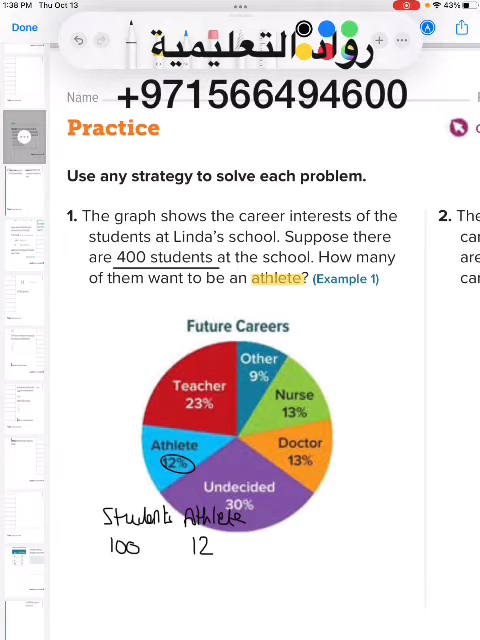 1:38 PM Thu Oct 13
43%
Done
رواد التعليمية
+971566494600
Name
Practice
Use any strategy to solve each problem.
1. The graph shows the career interests of the
students at Linda's school. Suppose there
are 400 students at the school. How many
of them want to be an athlete? (Example 1)
2. The
car
are
car
Future Careers
Other
9%
Nurse
13%
Doctor
13%
Undecided
30%
Athlete
12%
Teacher
23%
Students Athlete
100 12